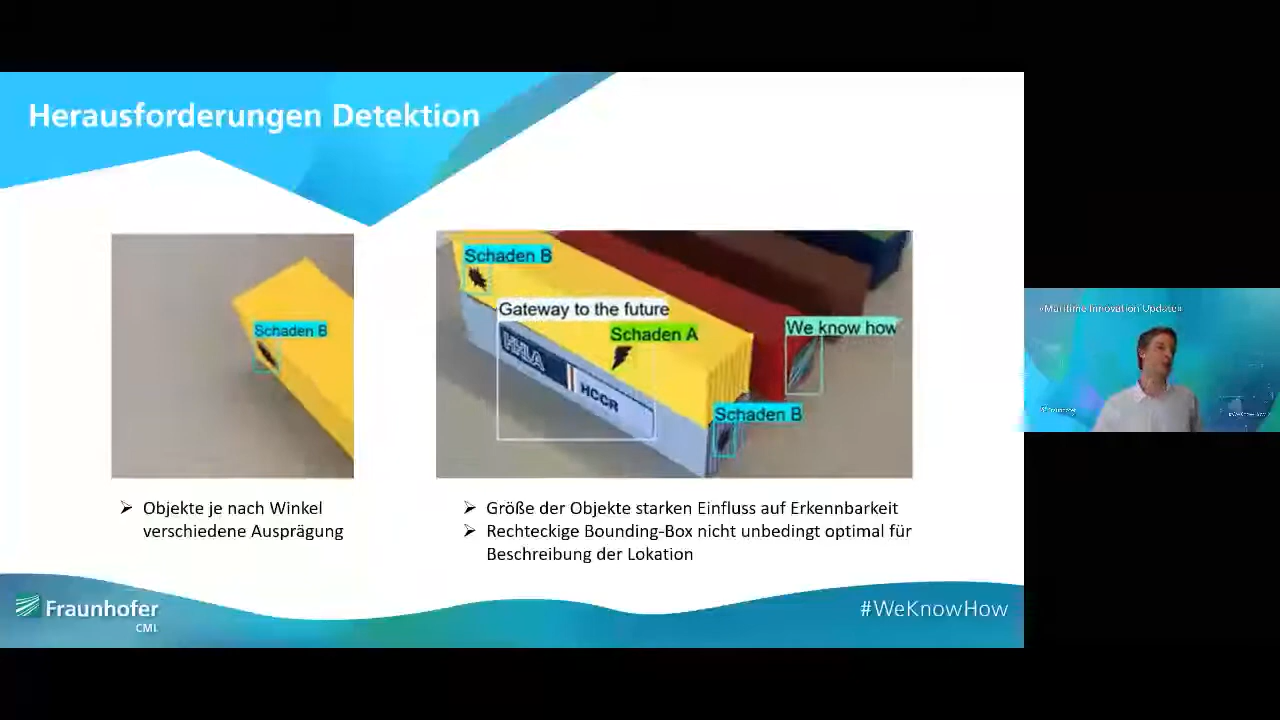 Herausforderungen Detektion
Schaden B
Schaden B
Gateway to the future
Schaden A
We know how
HHLA
HCCR
Schaden B
➢ Objekte je nach Winkel
verschiedene Ausprägung
➢ Größe der Objekte starken Einfluss auf Erkennbarkeit
➢ Rechteckige Bounding-Box nicht unbedingt optimal für
Beschreibung der Lokation
Fraunhofer
CML
#WeKnowHow
»Maritime Innovation Update«
Fraunhofer
#WeKnowHow